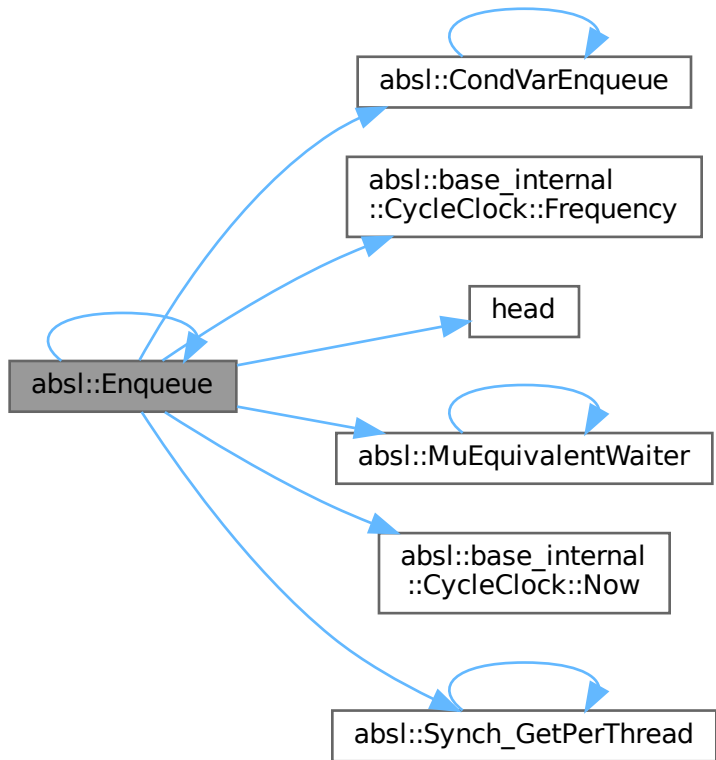 absl::CondVarEnqueue
absl::base_internal
::CycleClock::Frequency
head
absl::Enqueue
absl::MuEquivalentWaiter
absl::base_internal
::CycleClock::Now
absl::Synch_GetPerThread